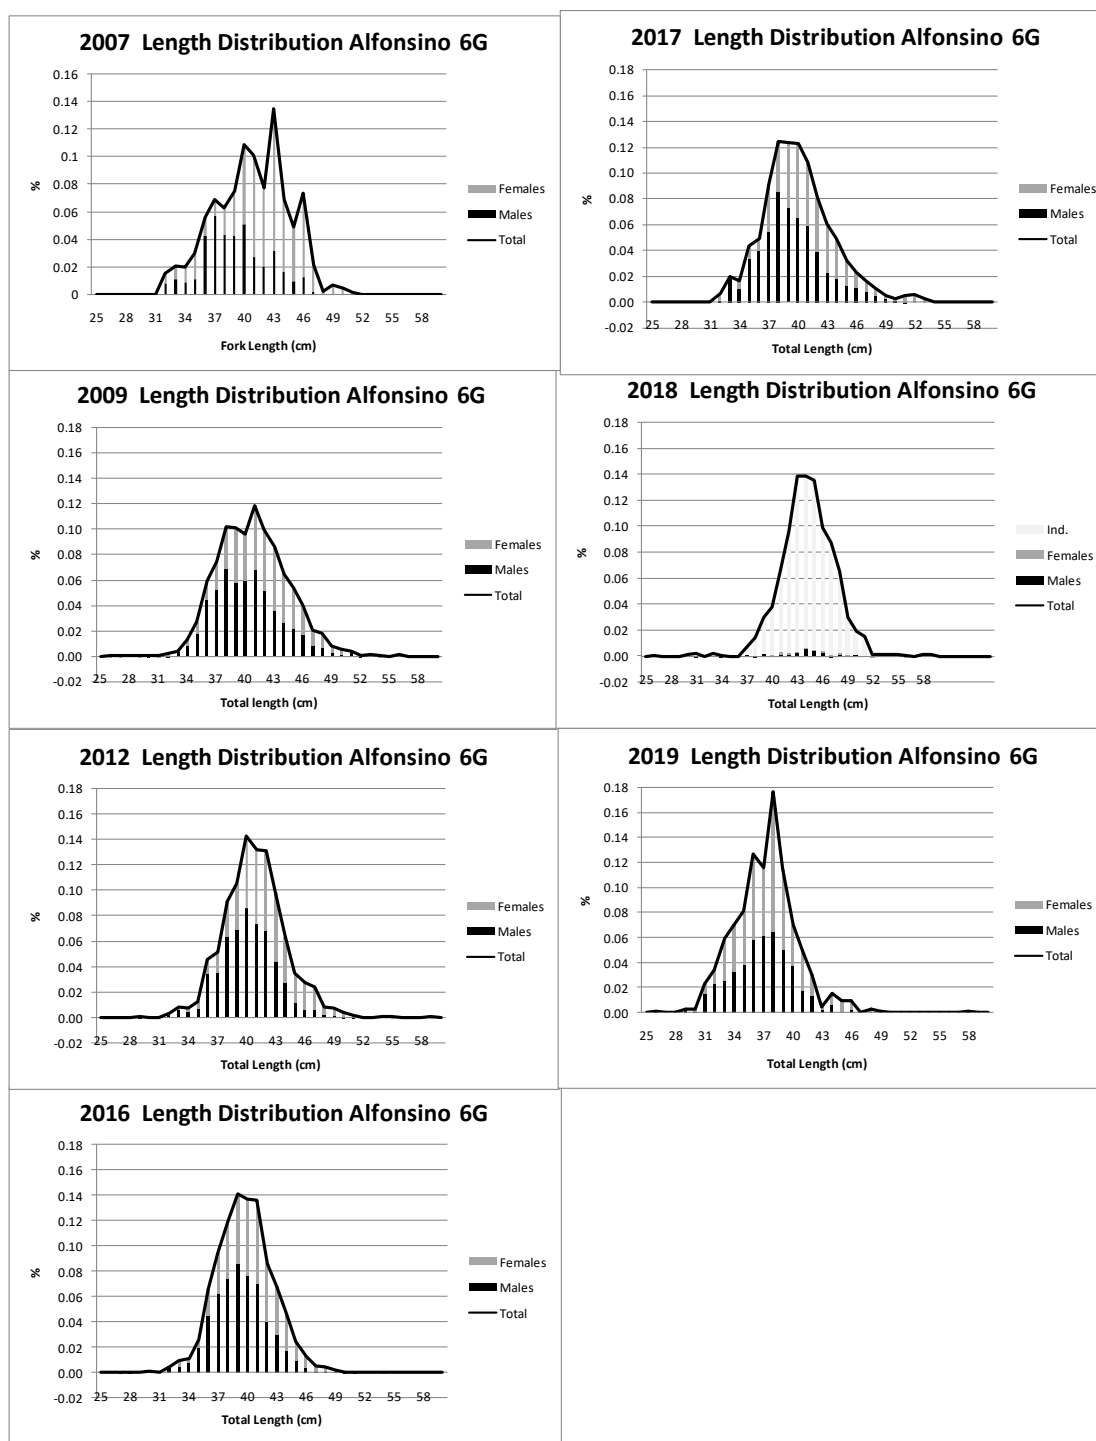 2007 Length Distribution Alfonsino 6G
0.16
0.14
0.12
0.1
0.08
0.06
0.04
0.02
0
%
Females
Males
Total
25 28 31 34 37 40 43 46 49 52 55 58
Fork Length (cm)
2017 Length Distribution Alfonsino 6G
0.18
0.16
0.14
0.12
0.10
0.08
0.06
0.04
0.02
0.00
-0.02
%
Females
Males
Total
25 28 31 34 37 40 43 46 49 52 55 58
Total Length (cm)
2009 Length Distribution Alfonsino 6G
0.18
0.16
0.14
0.12
0.10
0.08
0.06
0.04
0.02
0.00
-0.02
%
Females
Males
Total
25 28 31 34 37 40 43 46 49 52 55 58
Total length (cm)
2018 Length Distribution Alfonsino 6G
0.18
0.16
0.14
0.12
0.10
0.08
0.06
0.04
0.02
0.00
-0.02
%
Ind.
Females
Males
Total
25 28 31 34 37 40 43 46 49 52 55 58
Total Length (cm)
2012 Length Distribution Alfonsino 6G
0.18
0.16
0.14
0.12
0.10
0.08
0.06
0.04
0.02
0.00
-0.02
%
Females
Males
Total
25 28 31 34 37 40 43 46 49 52 55 58
Total Length (cm)
2019 Length Distribution Alfonsino 6G
0.18
0.16
0.14
0.12
0.10
0.08
0.06
0.04
0.02
0.00
%
Females
Males
Total
25 28 31 34 37 40 43 46 49 52 55 58
Total Length (cm)
2016 Length Distribution Alfonsino 6G
0.18
0.16
0.14
0.12
0.10
0.08
0.06
0.04
0.02
0.00
-0.02
%
Females
Males
Total
25 28 31 34 37 40 43 46 49 52 55 58
Total Length (cm)